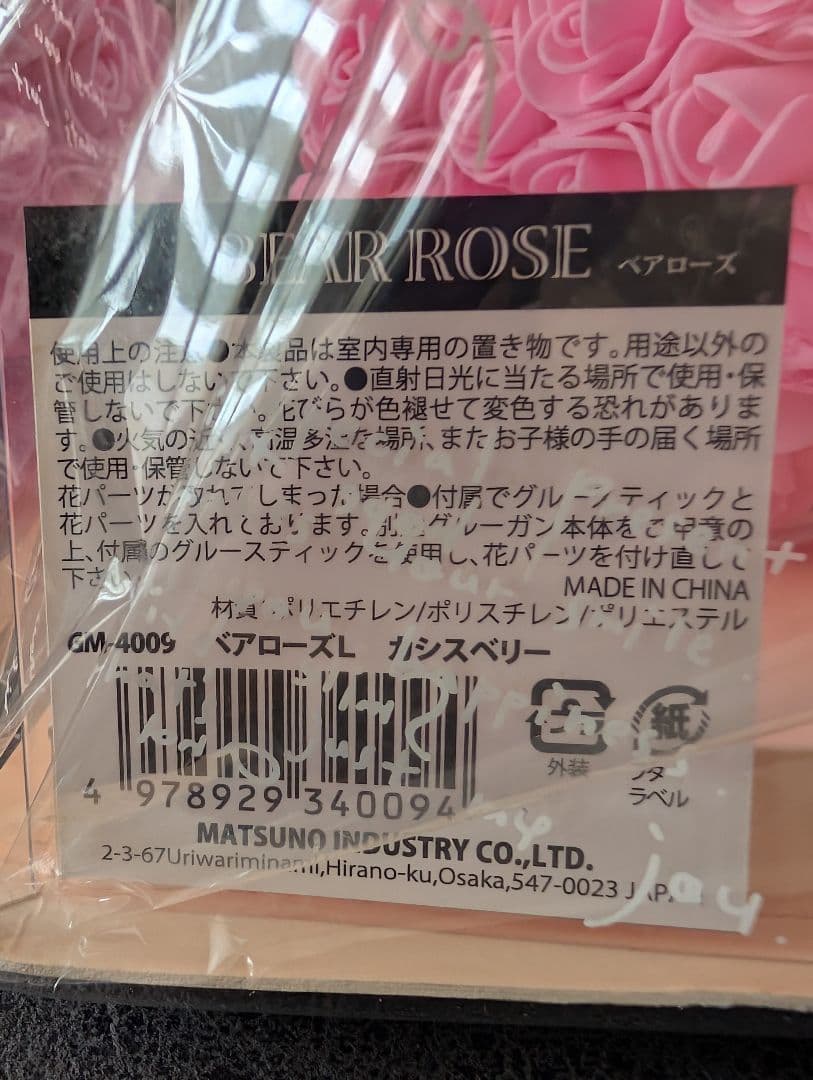 BEAR ROSE ベアローズ
使用上の注意●本製品は室内専用の置き物です。用途以外の
ご使用はしないで下さい。●直射日光に当たる場所で使用・保
管しないで下さい。花びらが色褪せて変色する恐れがありま
す。●火気の近く、高温多湿な場所、またお子様の手の届く場所
で使用・保管しないで下さい。
花パーツが取れてしまった場合●付属でグルースティックと
花パーツを入れております。別途グルーガン本体をご用意の
上、付属のグルースティックを使用し、花パーツを付け直して
下さい。
MADE IN CHINA
材質 ポリエチレン/ポリスチレン/ポリエステル
GM-4009 ベアローズL カシスベリー
4 978929 340094
外装
紙
ラベル
MATSUNO INDUSTRY CO.,LTD.
2-3-67Uriwariminami,Hirano-ku,Osaka,547-0023 JAPAN
joy.